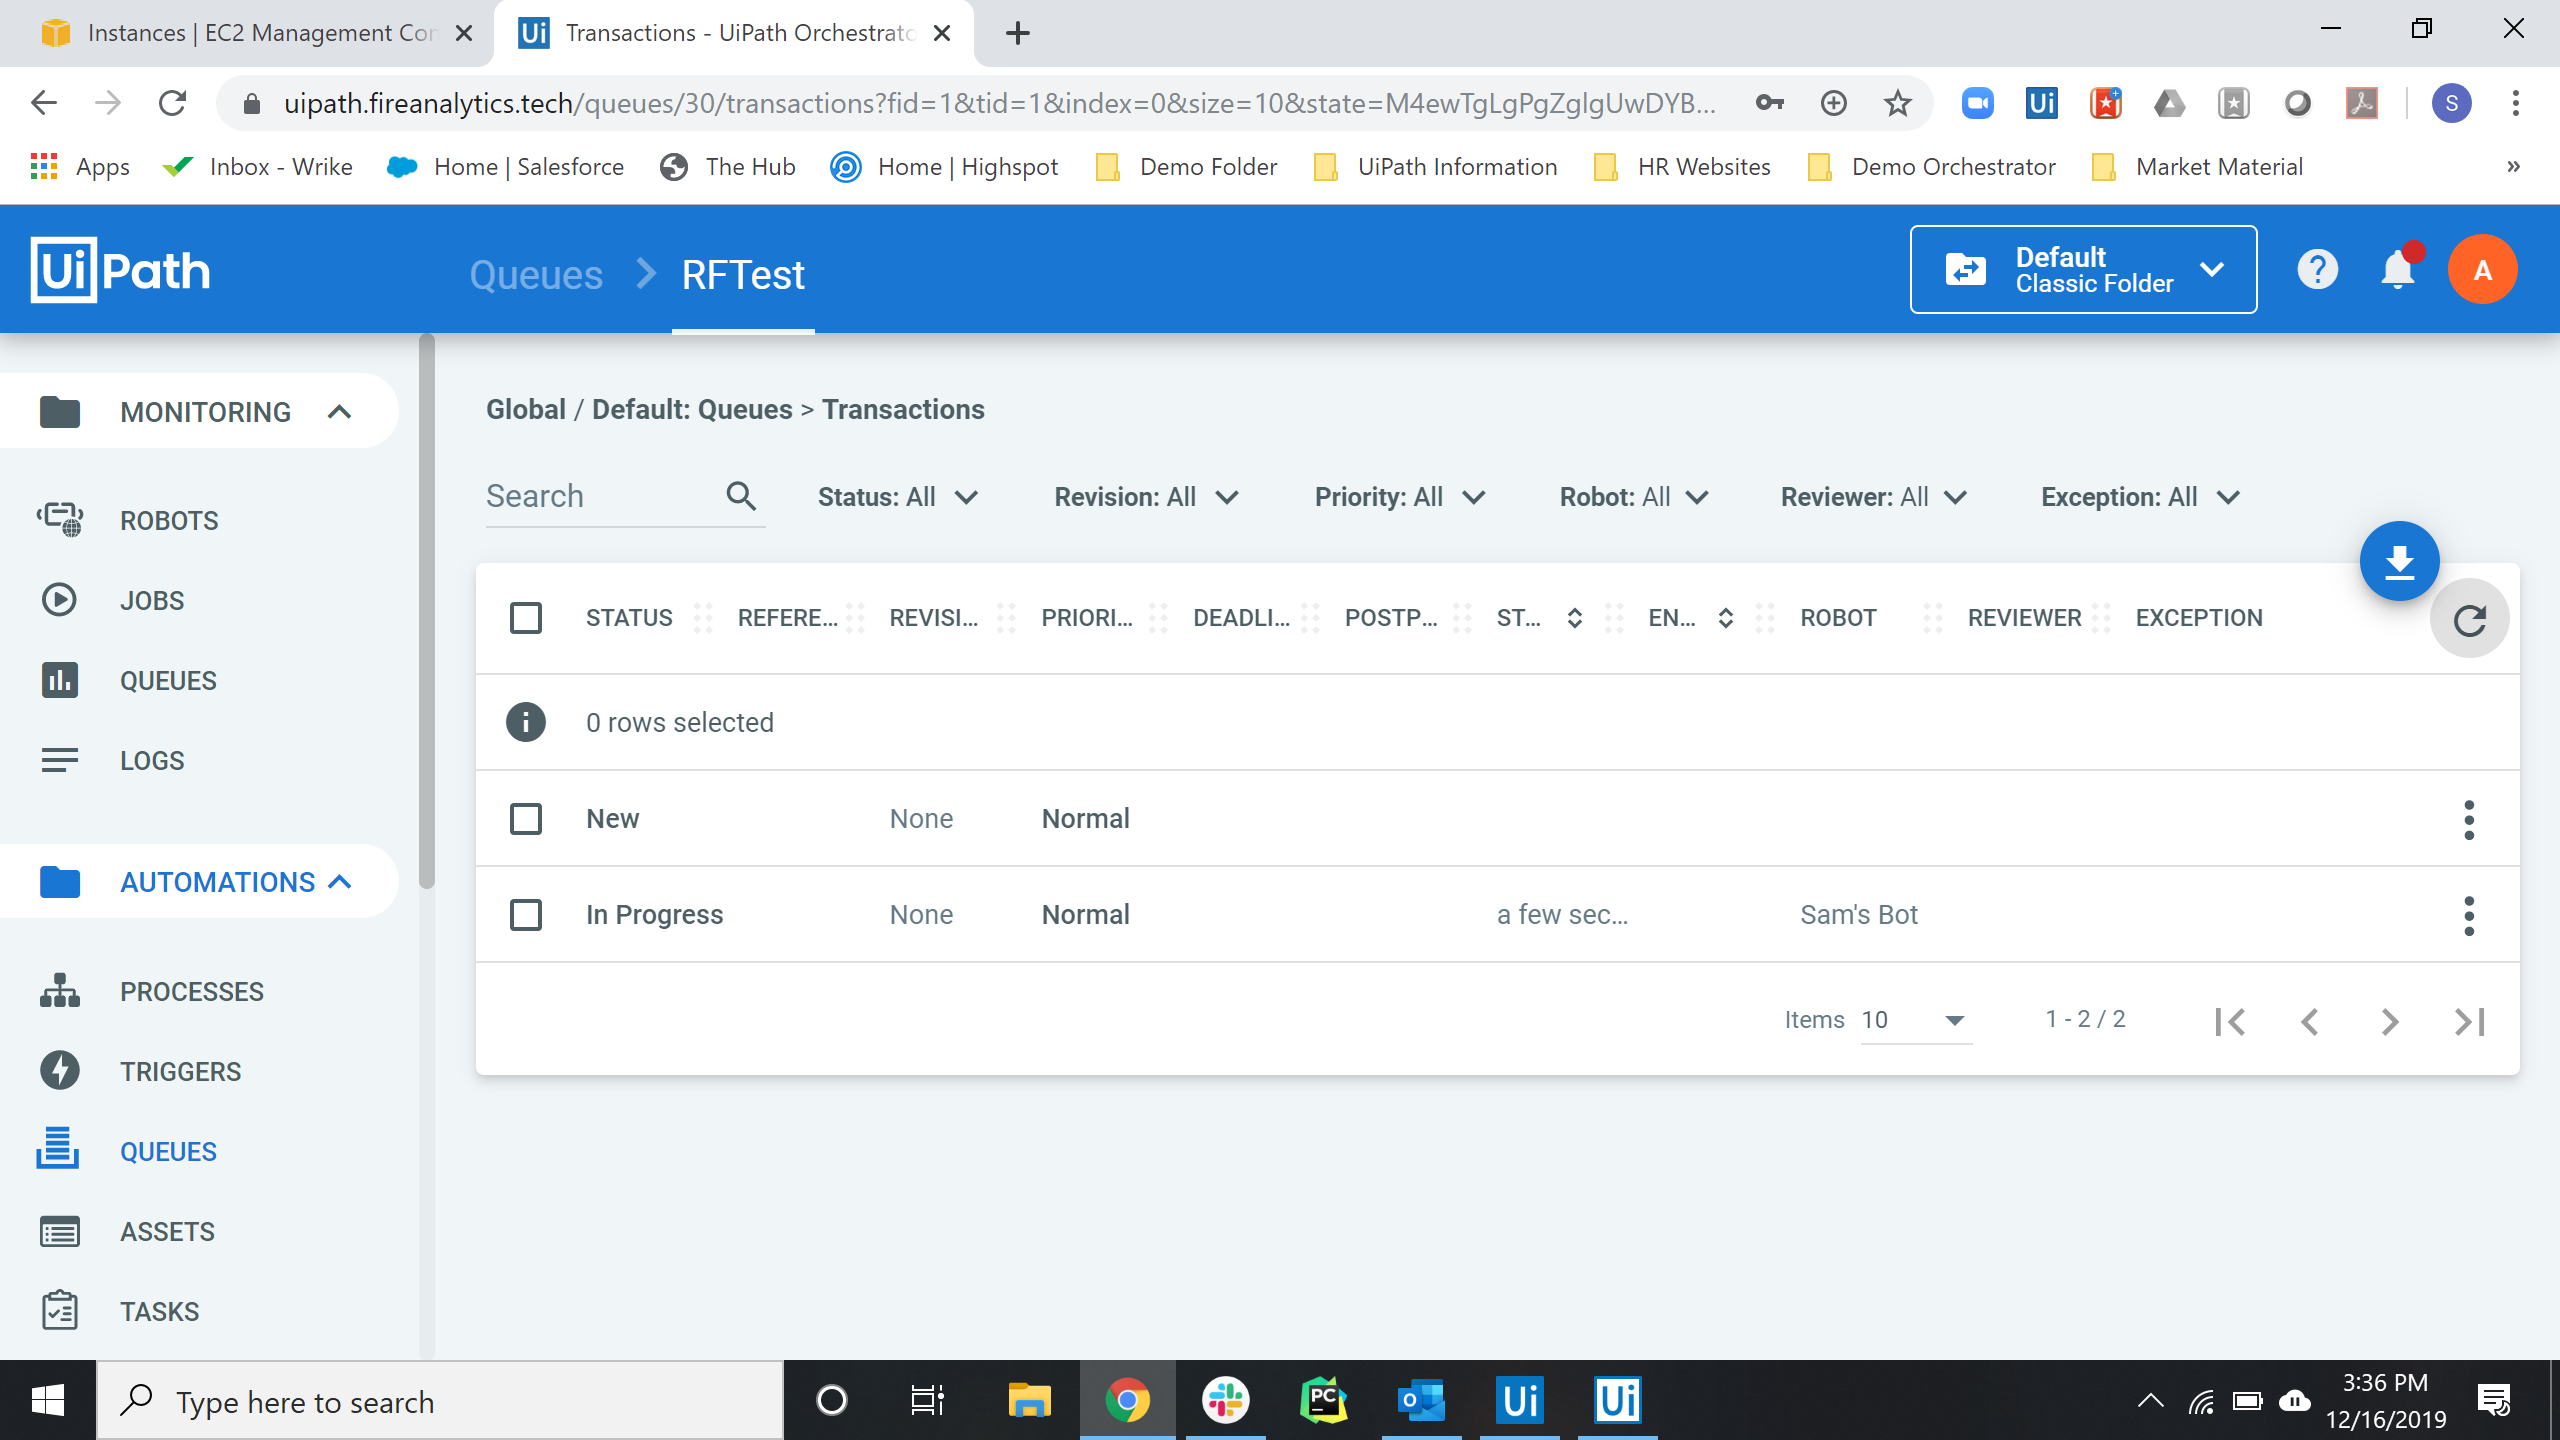 Instances | EC2 Management Con
Transactions - UiPath Orchestrato
uipath.fireanalytics.tech/queues/30/transactions?fid=1&tid=1&index=0&size=10&state=M4ewTgLgPgZglgUwDYB...
S
Apps
Inbox - Wrike
Home | Salesforce
The Hub
Home | Highspot
Demo Folder
UiPath Information
HR Websites
Demo Orchestrator
Market Material
»
UiPath
Queues
RFTest
Default
Classic Folder
A
MONITORING
ROBOTS
JOBS
QUEUES
LOGS
AUTOMATIONS
PROCESSES
TRIGGERS
QUEUES
ASSETS
TASKS
Global / Default: Queues > Transactions
Search
Status: All
Revision: All
Priority: All
Robot: All
Reviewer: All
Exception: All
STATUS REFERE... REVISI... PRIORI... DEADLI... POSTP... ST... EN... ROBOT REVIEWER EXCEPTION
0 rows selected
New None Normal
In Progress None Normal a few sec... Sam's Bot
Items 10 1 - 2 / 2
Type here to search
3:36 PM
12/16/2019